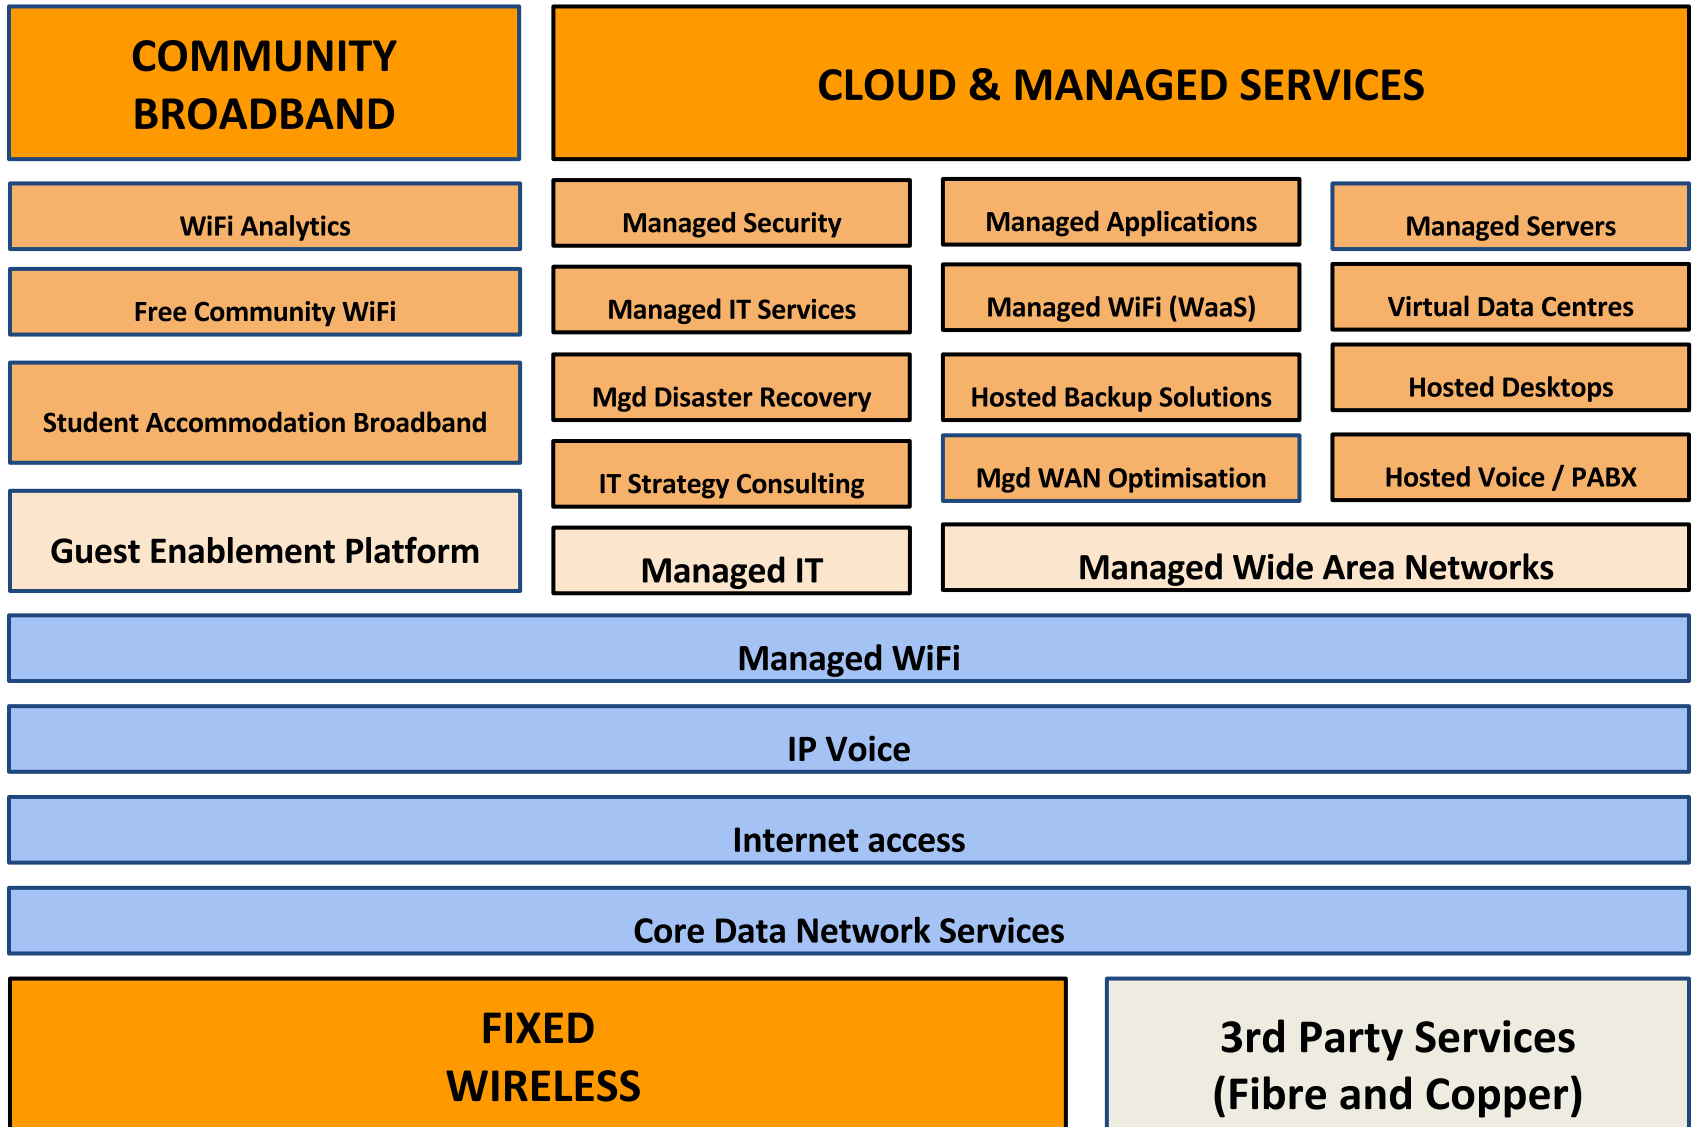 COMMUNITY
BROADBAND
CLOUD & MANAGED SERVICES
WiFi Analytics
Managed Security
Managed Applications
Managed Servers
Free Community WiFi
Managed IT Services
Managed WiFi (WaaS)
Virtual Data Centres
Student Accommodation Broadband
Mgd Disaster Recovery
Hosted Backup Solutions
Hosted Desktops
IT Strategy Consulting
Mgd WAN Optimisation
Hosted Voice / PABX
Guest Enablement Platform
Managed IT
Managed Wide Area Networks
Managed WiFi
IP Voice
Internet access
Core Data Network Services
FIXED
WIRELESS
3rd Party Services
(Fibre and Copper)